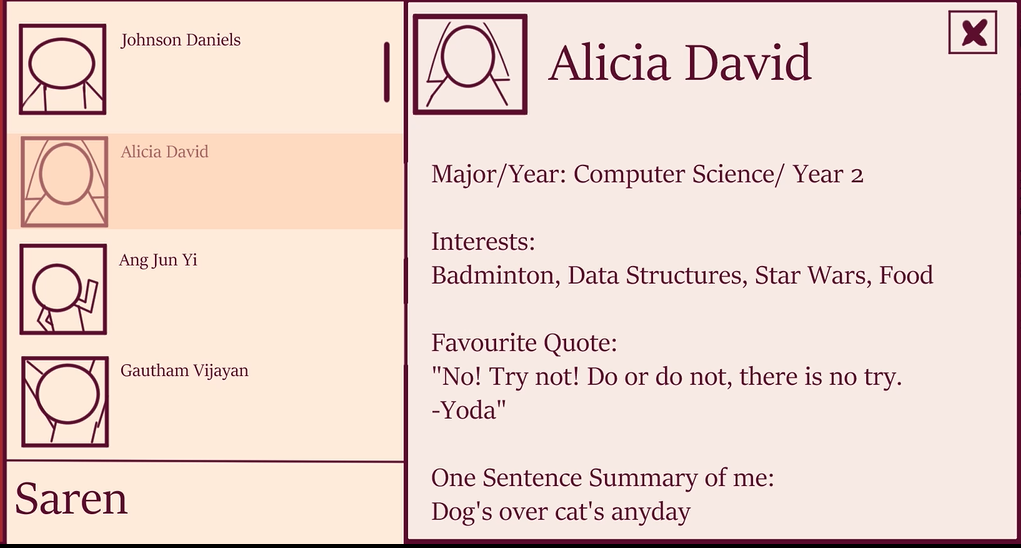 Johnson Daniels
Alicia David
Ang Jun Yi
Gautham Vijayan
Saren
Alicia David
Major/Year: Computer Science/ Year 2
Interests:
Badminton, Data Structures, Star Wars, Food
Favourite Quote:
"No! Try not! Do or do not, there is no try.
-Yoda"
One Sentence Summary of me:
Dog's over cat's anyday